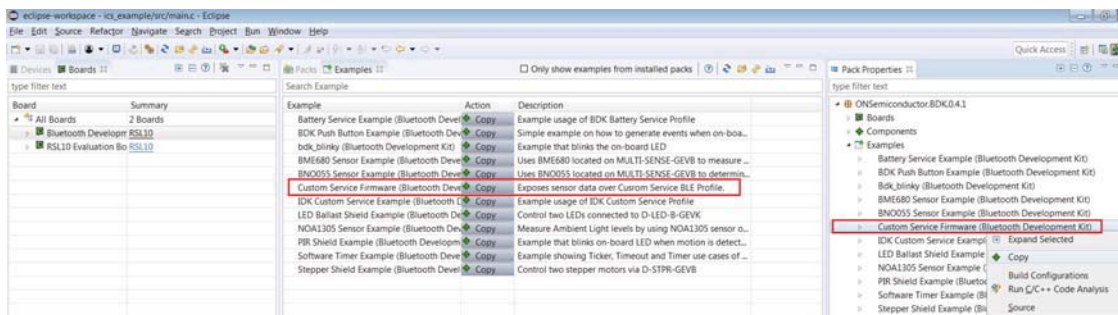 eclipse-workspace - ics_example/src/main.c - Eclipse
File Edit Source Refactor Navigate Search Project Run Window Help
Quick Access
Devices Boards
type filter text
Board Summary
All Boards 2 Boards
Bluetooth Developm RSL10
RSL10 Evaluation Bo RSL10
Packs Examples
Only show examples from installed packs
Search Example
Example Action Description
Battery Service Example (Bluetooth Devel Copy Example usage of BDK Battery Service Profile
BDK Push Button Example (Bluetooth Dev Copy Simple example on how to generate events when on-boa...
bdk_blinky (Bluetooth Development Kit) Copy Example that blinks the on-board LED
BME680 Sensor Example (Bluetooth Deve Copy Uses BME680 located on MULTI-SENSE-GEVB to measure ...
BNO055 Sensor Example (Bluetooth Deve Copy Uses BNO055 located on MULTI-SENSE-GEVB to determin...
Custom Service Firmware (Bluetooth Deve Copy Exposes sensor data over Cusrom Service BLE Profile.
IDK Custom Service Example (Bluetooth D Copy Example usage of IDK Custom Service Profile
LED Ballast Shield Example (Bluetooth De Copy Control two LEDs connected to D-LED-B-GEVK
NOA1305 Sensor Example (Bluetooth Dev Copy Measure Ambient Light levels by using NOA1305 sensor o...
PIR Shield Example (Bluetooth Developm Copy Example that blinks on-board LED when motion is detect...
Software Timer Example (Bluetooth Deve Copy Example showing Ticker, Timeout and Timer use cases of ...
Stepper Shield Example (Bluetooth Devel Copy Control two stepper motors via D-STPR-GEVB
Pack Properties
type filter text
ONSemiconductor.BDK.0.4.1
Boards
Components
Examples
Battery Service Example (Bluetooth Development Kit)
BDK Push Button Example (Bluetooth Development Kit)
Bdk_blinky (Bluetooth Development Kit)
BME680 Sensor Example (Bluetooth Development Kit)
BNO055 Sensor Example (Bluetooth Development Kit)
Custom Service Firmware (Bluetooth Development Kit)
IDK Custom Service Exampl
LED Ballast Shield Example
NOA1305 Sensor Example (
PIR Shield Example (Bluetoo
Software Timer Example (Bl
Stepper Shield Example (Bl
Expand Selected
Copy
Build Configurations
Run C/C++ Code Analysis
Source